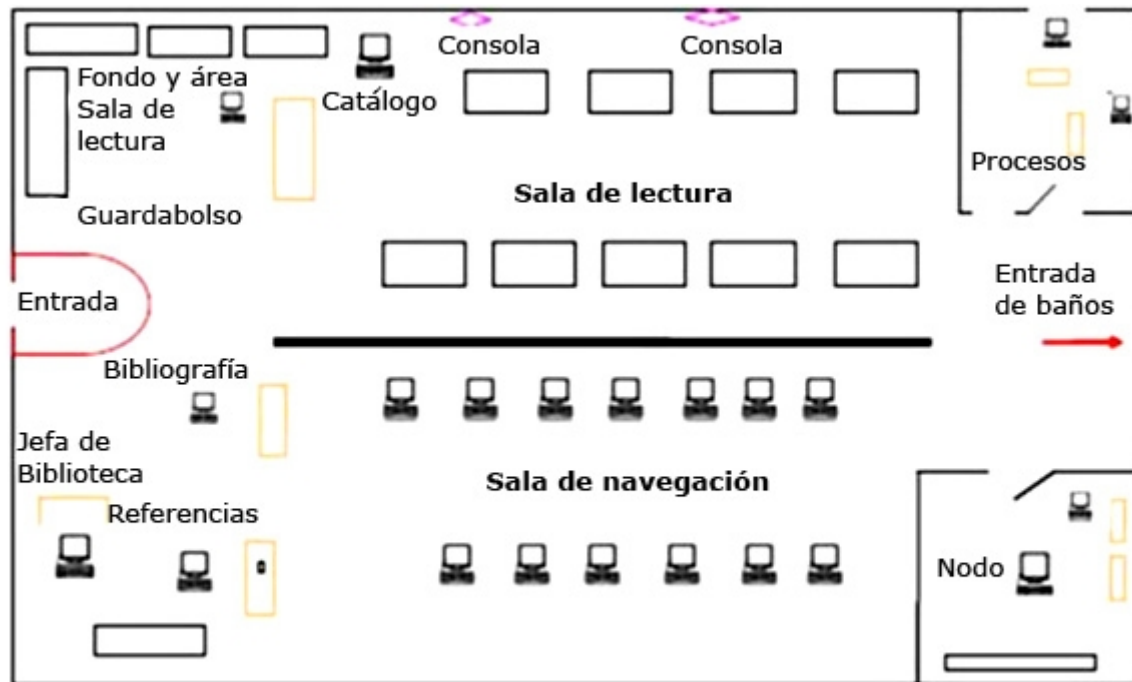 Consola
Consola
Fondo y área
Sala de
lectura
Catálogo
Procesos
Sala de lectura
Guardabolso
Entrada
Entrada
de baños
Bibliografía
Jefa de
Biblioteca
Sala de navegación
Referencias
Nodo